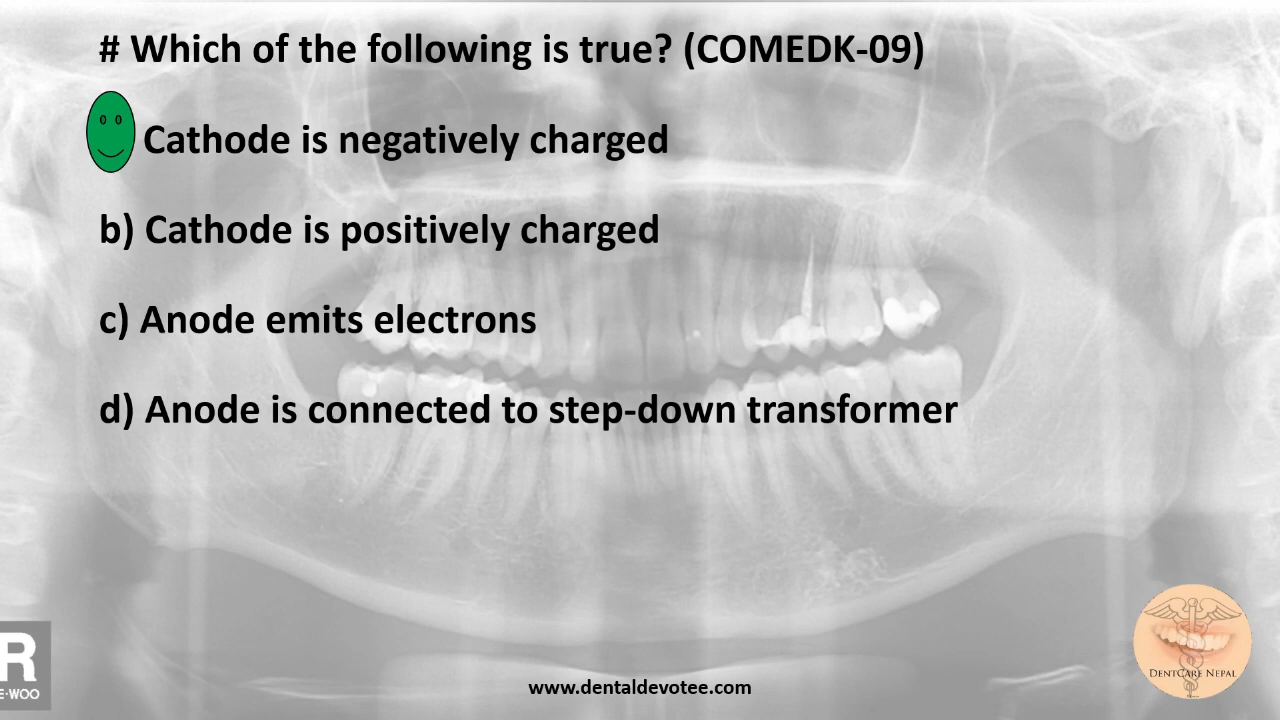 # Which of the following is true? (COMEDK-09)
Cathode is negatively charged
b) Cathode is positively charged
c) Anode emits electrons
d) Anode is connected to step-down transformer
R
E-WOO
DENTCARE NEPAL
www.dentaldevotee.com